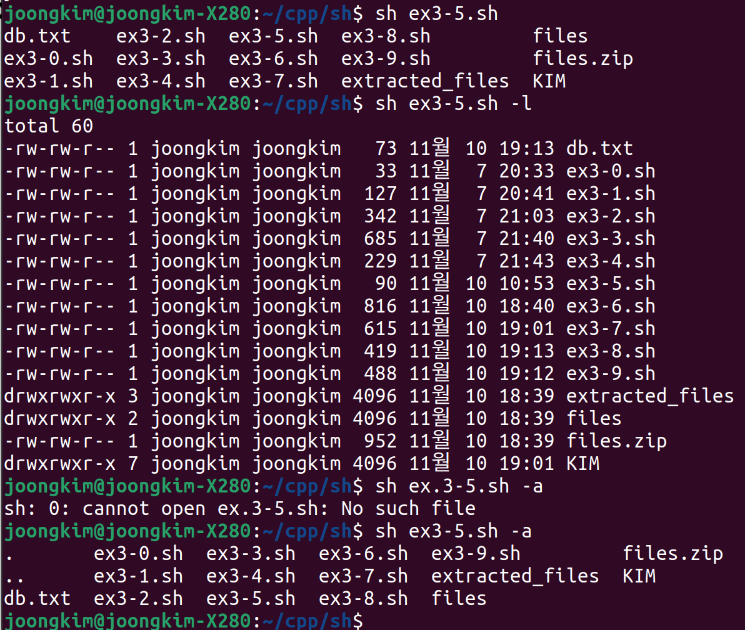 joongkim@joongkim-X280:~/cpp/sh$ sh ex3-5.sh
db.txt    ex3-2.sh  ex3-5.sh  ex3-8.sh         files
ex3-0.sh  ex3-3.sh  ex3-6.sh  ex3-9.sh         files.zip
ex3-1.sh  ex3-4.sh  ex3-7.sh  extracted_files  KIM
joongkim@joongkim-X280:~/cpp/sh$ sh ex3-5.sh -l
total 60
-rw-rw-r-- 1 joongkim joongkim   73 11월  10 19:13 db.txt
-rw-rw-r-- 1 joongkim joongkim   33 11월   7 20:33 ex3-0.sh
-rw-rw-r-- 1 joongkim joongkim  127 11월   7 20:41 ex3-1.sh
-rw-rw-r-- 1 joongkim joongkim  342 11월   7 21:03 ex3-2.sh
-rw-rw-r-- 1 joongkim joongkim  685 11월   7 21:40 ex3-3.sh
-rw-rw-r-- 1 joongkim joongkim  229 11월   7 21:43 ex3-4.sh
-rw-rw-r-- 1 joongkim joongkim   90 11월  10 10:53 ex3-5.sh
-rw-rw-r-- 1 joongkim joongkim  816 11월  10 18:40 ex3-6.sh
-rw-rw-r-- 1 joongkim joongkim  615 11월  10 19:01 ex3-7.sh
-rw-rw-r-- 1 joongkim joongkim  419 11월  10 19:13 ex3-8.sh
-rw-rw-r-- 1 joongkim joongkim  488 11월  10 19:12 ex3-9.sh
drwxrwxr-x 3 joongkim joongkim 4096 11월  10 18:39 extracted_files
drwxrwxr-x 2 joongkim joongkim 4096 11월  10 18:39 files
-rw-rw-r-- 1 joongkim joongkim  952 11월  10 18:39 files.zip
drwxrwxr-x 7 joongkim joongkim 4096 11월  10 19:01 KIM
joongkim@joongkim-X280:~/cpp/sh$ sh ex.3-5.sh -a
sh: 0: cannot open ex.3-5.sh: No such file
joongkim@joongkim-X280:~/cpp/sh$ sh ex3-5.sh -a
.       ex3-0.sh  ex3-3.sh  ex3-6.sh  ex3-9.sh         files.zip
..      ex3-1.sh  ex3-4.sh  ex3-7.sh  extracted_files  KIM
db.txt  ex3-2.sh  ex3-5.sh  ex3-8.sh  files
joongkim@joongkim-X280:~/cpp/sh$